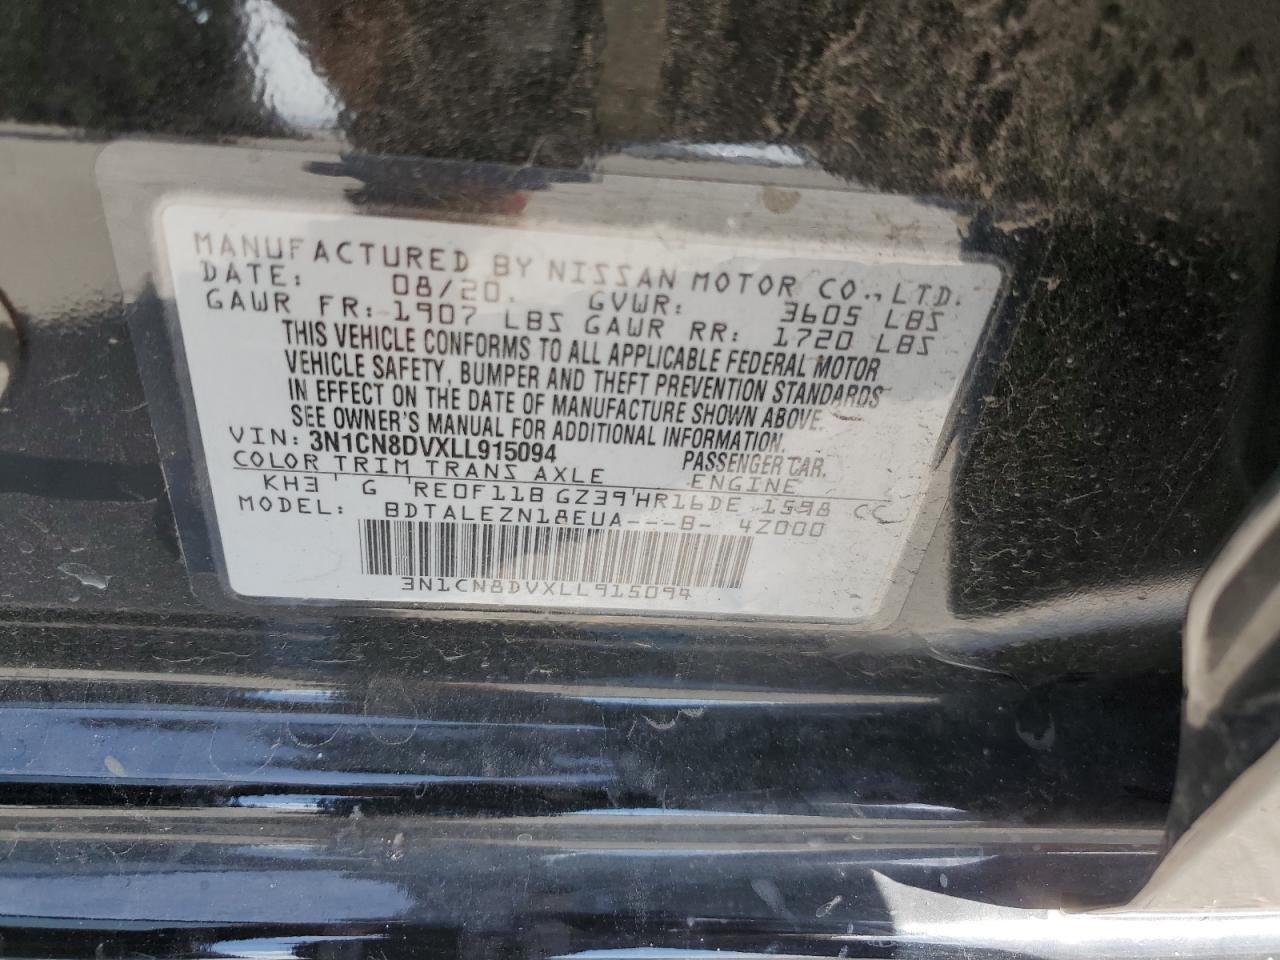 MANUFACTURED BY NISSAN MOTOR CO., LTD.
DATE: 08/20. GVWR: 3605 LBS
GAWR FR: 1907 LBS GAWR RR: 1720 LBS
THIS VEHICLE CONFORMS TO ALL APPLICABLE FEDERAL MOTOR
VEHICLE SAFETY, BUMPER AND THEFT PREVENTION STANDARDS
IN EFFECT ON THE DATE OF MANUFACTURE SHOWN ABOVE.
SEE OWNER'S MANUAL FOR ADDITIONAL INFORMATION.
VIN: 3N1CN8DVXLL915094 PASSENGER CAR.
COLOR TRIM TRANS AXLE ENGINE
KH3 ' G 'RE0F11B GZ39'HR16DE 1598 CC
MODEL: BDTALEZN18EUA---B- 4Z000
3N1CN8DVXLL915094